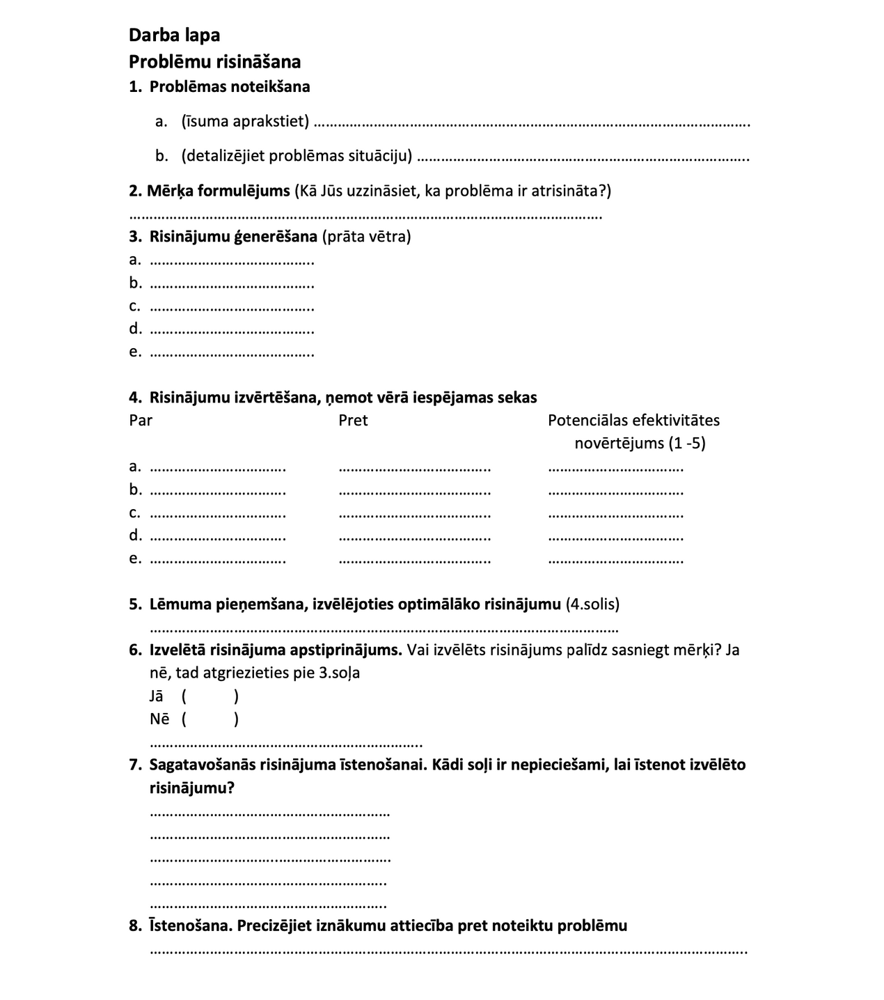 Darba lapa
Problēmu risināšana
1. Problēmas noteikšana
a. (īsuma aprakstiet) ……………………………………………………………………………………………….
b. (detalizējiet problēmas situāciju) ………………………………………………………………………..
2. Mērķa formulējums (Kā Jūs uzzināsiet, ka problēma ir atrisināta?)
……………………………………………………………………………………………………….
3. Risinājumu ģenerēšana (prāta vētra)
a. …………………………………..
b. …………………………………..
c. …………………………………..
d. …………………………………..
e. …………………………………..
4. Risinājumu izvērtēšana, ņemot vērā iespējamas sekas
Par Pret Potenciālas efektivitātes
novērtējums (1 -5)
a. ……………………………. ……………………………….. …………………………….
b. ……………………………. ……………………………….. …………………………….
c. ……………………………. ……………………………….. …………………………….
d. ……………………………. ……………………………….. …………………………….
e. ……………………………. ……………………………….. …………………………….
5. Lēmuma pieņemšana, izvēlējoties optimālāko risinājumu (4.solis)
………………………………………………………………………………………………………
6. Izvelētā risinājuma apstiprinājums. Vai izvēlēts risinājums palīdz sasniegt mērķi? Ja
nē, tad atgriezieties pie 3.soļa
Jā ( )
Nē ( )
…………………………………………………………..
7. Sagatavošanās risinājuma īstenošanai. Kādi soļi ir nepieciešami, lai īstenot izvēlēto
risinājumu?
……………………………………………………
……………………………………………………
…………………………..……………………….
…………………………………………………..
…………………………………………………..
8. Īstenošana. Precizējiet iznākumu attiecība pret noteiktu problēmu
……………………………………………………………………………………………………………………………………..